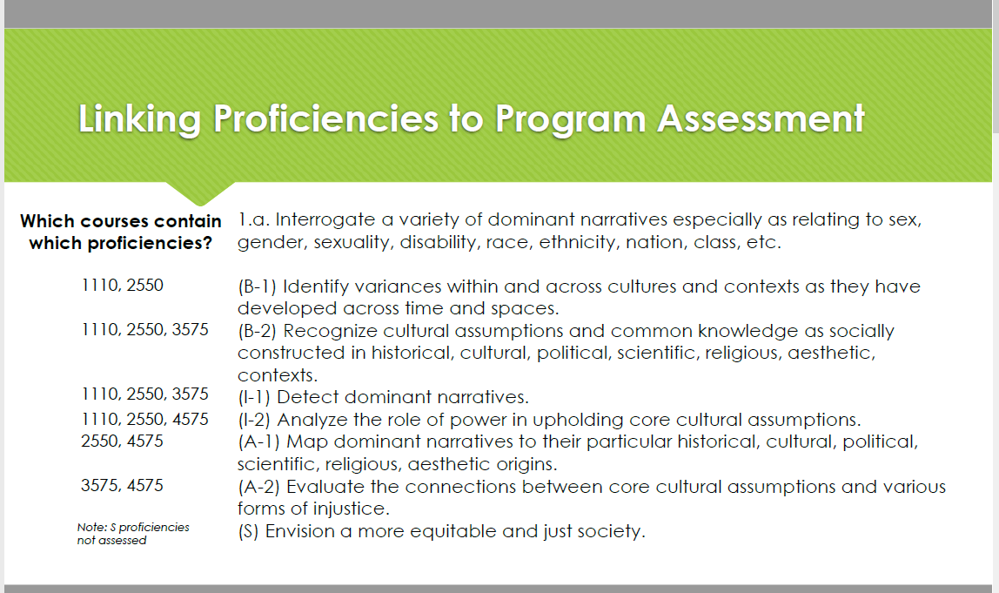 Linking Proficiencies to Program Assessment
Which courses contain
which proficiencies?
1.a. Interrogate a variety of dominant narratives especially as relating to sex,
gender, sexuality, disability, race, ethnicity, nation, class, etc.
1110, 2550
(B-1) Identify variances within and across cultures and contexts as they have
developed across time and spaces.
1110, 2550, 3575
(B-2) Recognize cultural assumptions and common knowledge as socially
constructed in historical, cultural, political, scientific, religious, aesthetic,
contexts.
1110, 2550, 3575
(I-1) Detect dominant narratives.
1110, 2550, 4575
(I-2) Analyze the role of power in upholding core cultural assumptions.
2550, 4575
(A-1) Map dominant narratives to their particular historical, cultural, political,
scientific, religious, aesthetic origins.
3575, 4575
(A-2) Evaluate the connections between core cultural assumptions and various
forms of injustice.
Note: S proficiencies
not assessed
(S) Envision a more equitable and just society.